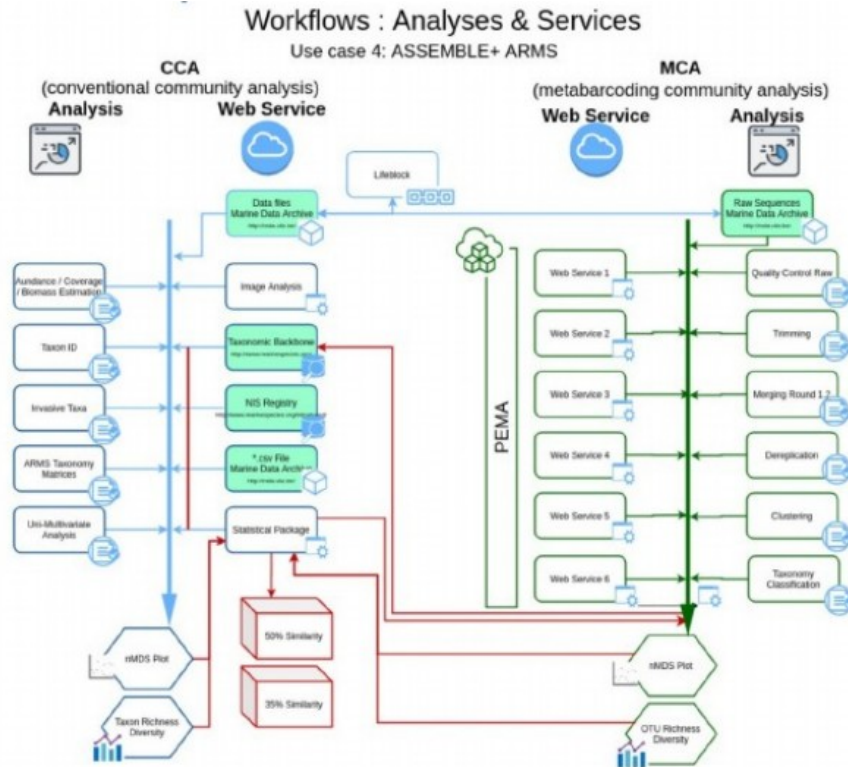 Workflows : Analyses & Services
Use case 4: ASSEMBLE+ ARMS
CCA
(conventional community analysis)
Analysis
Web Service
MCA
(metabarcoding community analysis)
Web Service
Analysis
Lifeblock
Data files
Marine Data Archive
Raw Sequences
Marine Data Archive
Aundance / Coverage
/ Biomass Estimation
Image Analysis
Web Service 1
Quality Control Raw
Taxon ID
Taxonomic Backbone
Web Service 2
Trimming
Invasive Taxa
NIS Registry
Web Service 3
Merging Round 1.2
PEMA
ARMS Taxonomy
Matrices
*.csv File
Marine Data Archive
Web Service 4
Dereplication
Uni-Multivariate
Analysis
Statistical Package
Web Service 5
Clustering
Web Service 6
Taxonomy
Classification
50% Similarity
nMDS Plot
nMDS Plot
35% Similarity
Taxon Richness
Diversity
OTU Richness
Diversity